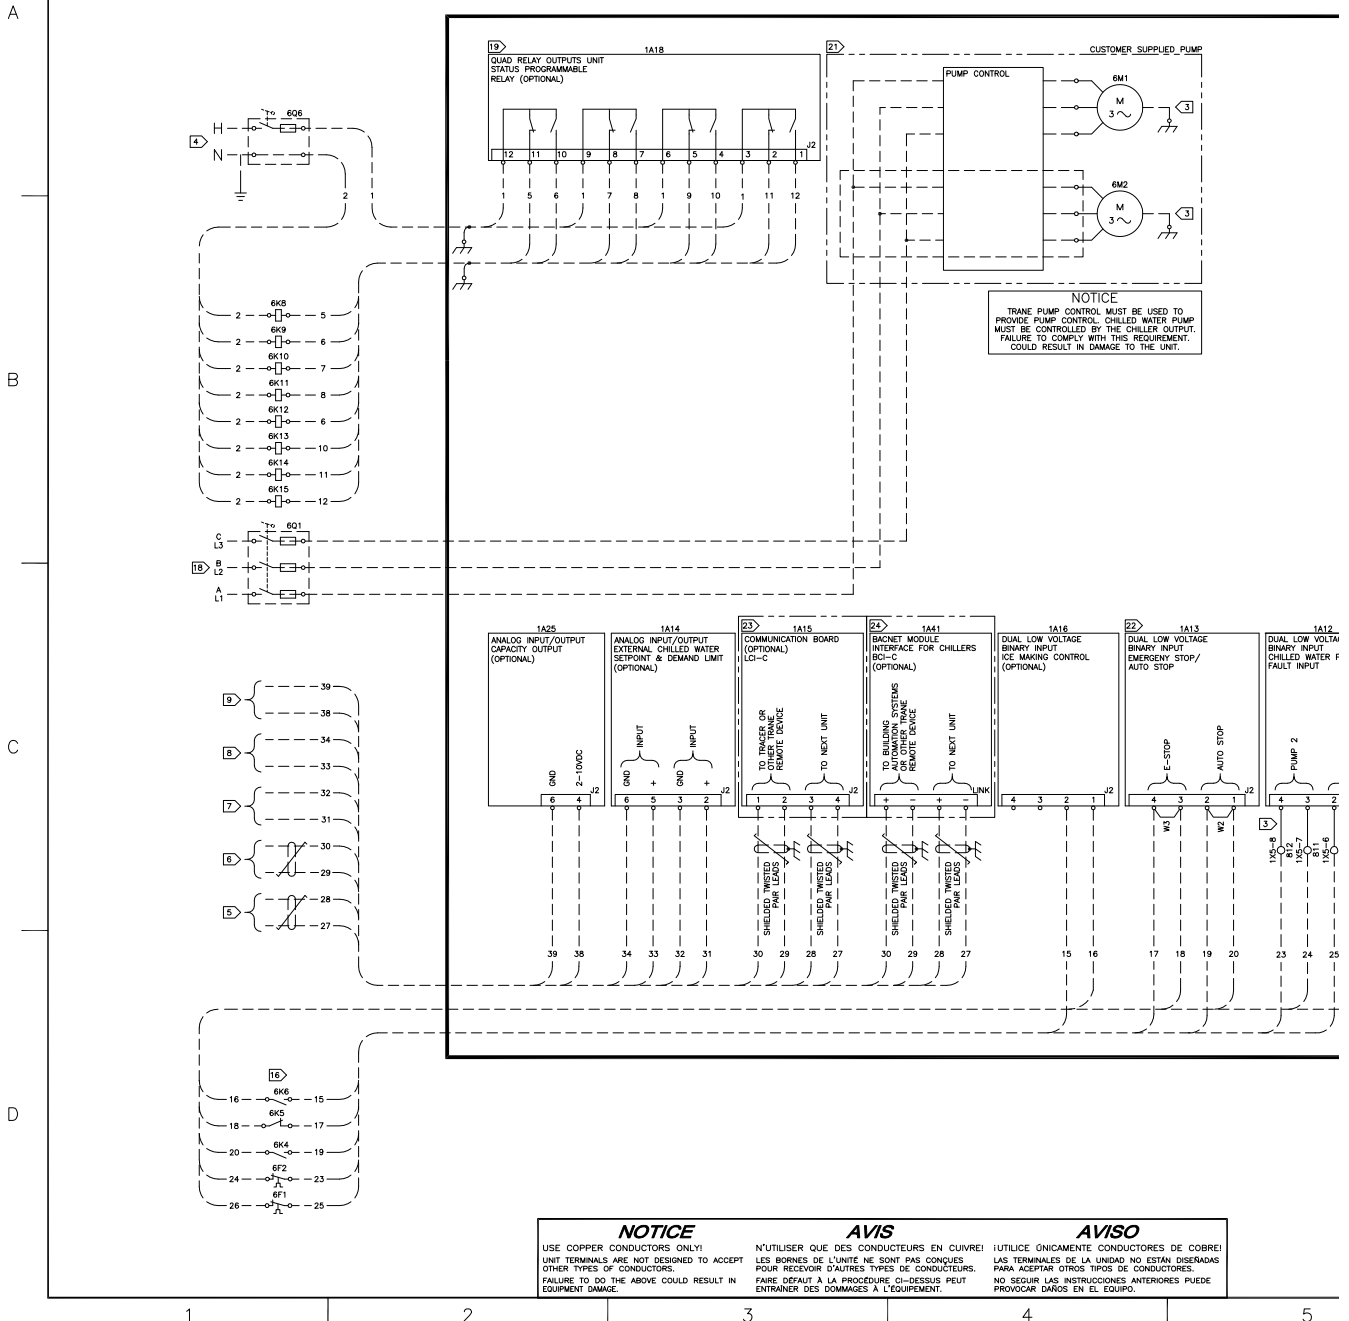 A
19
1A18
QUAD RELAY OUTPUTS UNIT
STATUS PROGRAMMABLE
RELAY (OPTIONAL)
12 11 10 9 8 7 6 5 4 3 2 1
J2
1 5 6 1 7 8 1 9 10 1 11 12
21
CUSTOMER SUPPLIED PUMP
PUMP CONTROL
6M1
M
3
3
6M2
M
3
3
NOTICE
TRANE PUMP CONTROL MUST BE USED TO
PROVIDE PUMP CONTROL. CHILLED WATER PUMP
MUST BE CONTROLLED BY THE CHILLER OUTPUT.
FAILURE TO COMPLY WITH THIS REQUIREMENT.
COULD RESULT IN DAMAGE TO THE UNIT.
6Q6
H
4
N
2 1
B
6K8
2 5
6K9
2 6
6K10
2 7
6K11
2 8
6K12
2 6
6K13
2 10
6K14
2 11
6K15
2 12
6Q1
C
L3
18
B
L2
A
L1
1A25
ANALOG INPUT/OUTPUT
CAPACITY OUTPUT
(OPTIONAL)
GND
2-10VDC
J2
6 4
1A14
ANALOG INPUT/OUTPUT
EXTERNAL CHILLED WATER
SETPOINT & DEMAND LIMIT
(OPTIONAL)
INPUT
INPUT
GND
+
GND
+
J2
6 5 3 2
23
1A15
COMMUNICATION BOARD
(OPTIONAL)
LCI-C
TO TRACER OR
OTHER TRANE
REMOTE DEVICE
TO NEXT UNIT
J2
1 2 3 4
24
1A41
BACNET MODULE
INTERFACE FOR CHILLERS
BCI-C
(OPTIONAL)
TO BUILDING
AUTOMATION SYSTEMS
OR OTHER TRANE
REMOTE DEVICE
TO NEXT UNIT
LINK
+ - + -
1A16
DUAL LOW VOLTAGE
BINARY INPUT
ICE MAKING CONTROL
(OPTIONAL)
J2
4 3 2 1
22
1A13
DUAL LOW VOLTAGE
BINARY INPUT
EMERGENY STOP/
AUTO STOP
E-STOP
AUTO STOP
J2
4 3 2 1
W3
W2
1A12
DUAL LOW VOLTAG
BINARY INPUT
CHILLED WATER F
FAULT INPUT
PUMP 2
4 3 2
3
1X5-8
812
1X5-7
811
1X5-6
SHIELDED TWISTED
PAIR LEADS
SHIELDED TWISTED
PAIR LEADS
SHIELDED TWISTED
PAIR LEADS
SHIELDED TWISTED
PAIR LEADS
39 38 34 33 32 31 30 29 28 27 30 29 28 27 15 16 17 18 19 20 23 24 25
C
9
39
38
8
34
33
7
32
31
6
30
29
5
28
27
D
16
6K6
16 15
6K5
18 17
6K4
20 19
6F2
24 23
6F1
26 25
NOTICE
USE COPPER CONDUCTORS ONLY!
UNIT TERMINALS ARE NOT DESIGNED TO ACCEPT
OTHER TYPES OF CONDUCTORS.
FAILURE TO DO THE ABOVE COULD RESULT IN
EQUIPMENT DAMAGE.
AVIS
N'UTILISER QUE DES CONDUCTEURS EN CUIVRE!
LES BORNES DE L'UNITÉ NE SONT PAS CONÇUES
POUR RECEVOIR D'AUTRES TYPES DE CONDUCTEURS.
FAIRE DÉFAUT À LA PROCÉDURE CI-DESSUS PEUT
ENTRAÎNER DES DOMMAGES À L'ÉQUIPEMENT.
AVISO
¡UTILICE ÚNICAMENTE CONDUCTORES DE COBRE!
LAS TERMINALES DE LA UNIDAD NO ESTÁN DISEÑADAS
PARA ACEPTAR OTROS TIPOS DE CONDUCTORES.
NO SEGUIR LAS INSTRUCCIONES ANTERIORES PUEDE
PROVOCAR DAÑOS EN EL EQUIPO.
1 2 3 4 5